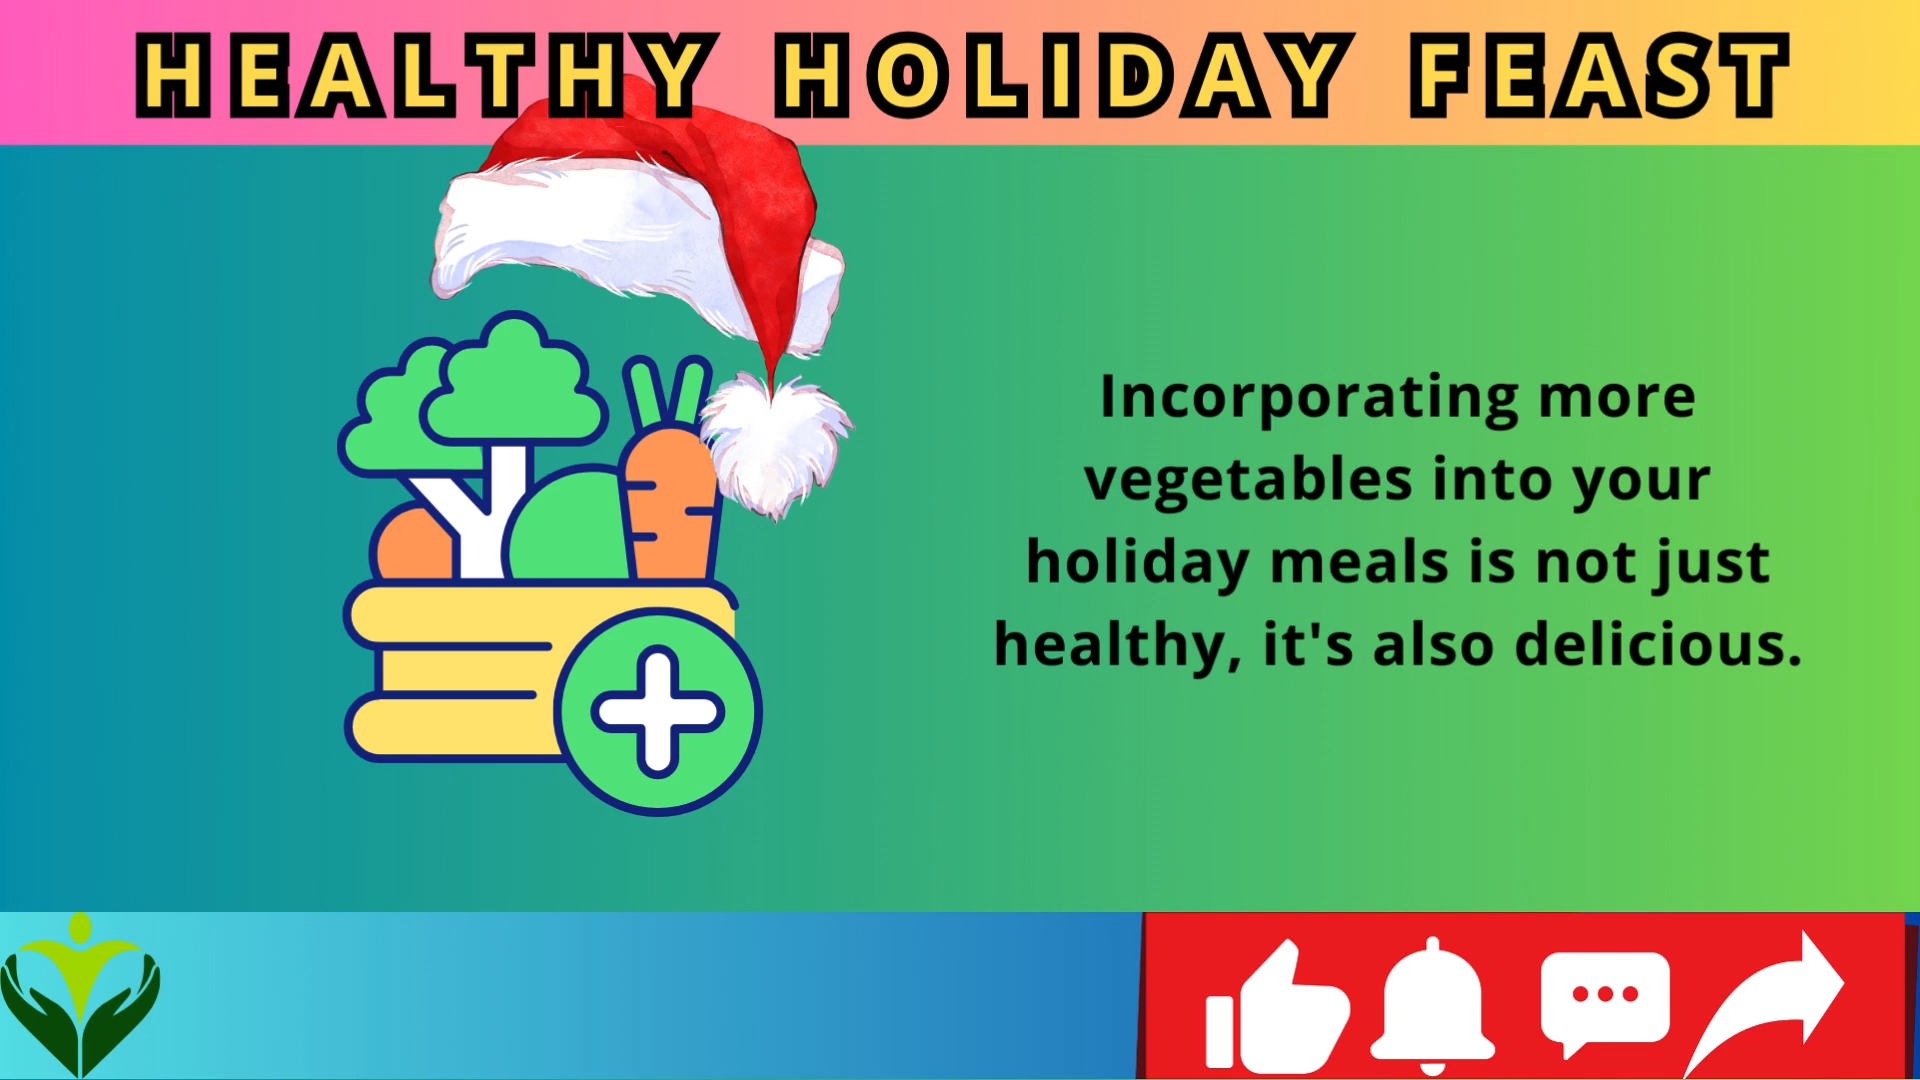 HEALTHY HOLIDAY FEAST
Incorporating more
vegetables into your
holiday meals is not just
healthy, it's also delicious.